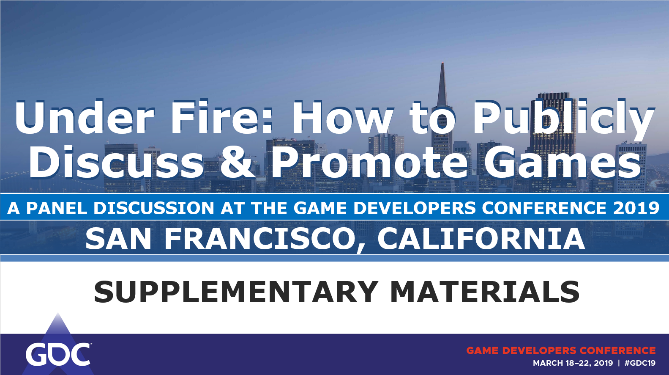 Under Fire: How to Publicly
Discuss & Promote Games
A PANEL DISCUSSION AT THE GAME DEVELOPERS CONFERENCE 2019
SAN FRANCISCO, CALIFORNIA
SUPPLEMENTARY MATERIALS
GDC
GAME DEVELOPERS CONFERENCE
MARCH 18–22, 2019 | #GDC19